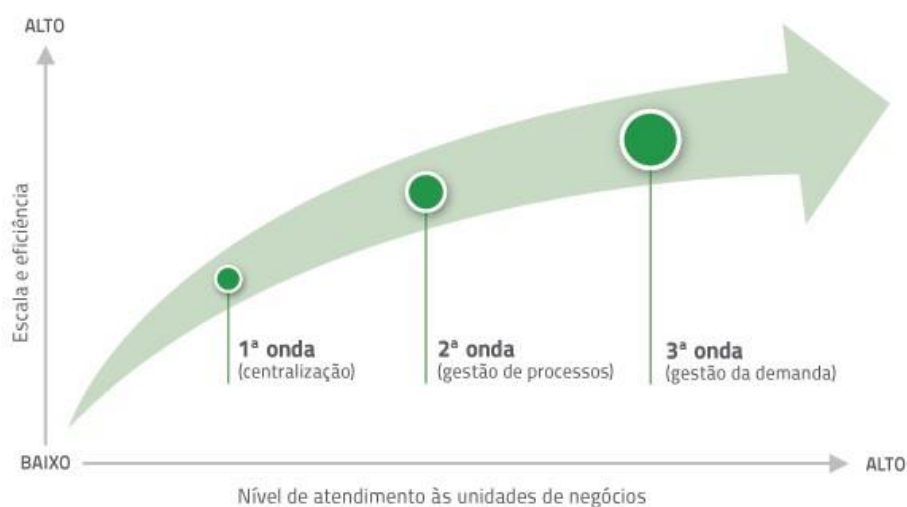 ALTO
Escala e eficiência
1ª onda
(centralização)
2ª onda
(gestão de processos)
3ª onda
(gestão da demanda)
BAIXO
ALTO
Nível de atendimento às unidades de negócios